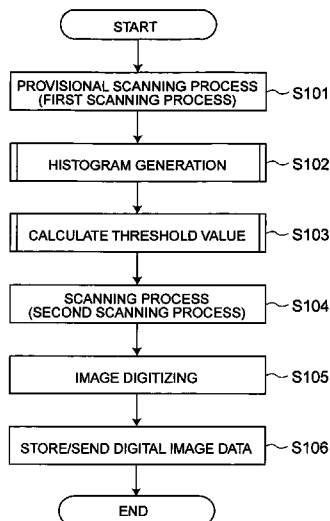 START
PROVISIONAL SCANNING PROCESS
(FIRST SCANNING PROCESS)
S101
HISTOGRAM GENERATION
S102
CALCULATE THRESHOLD VALUE
S103
SCANNING PROCESS
(SECOND SCANNING PROCESS)
S104
IMAGE DIGITIZING
S105
STORE/SEND DIGITAL IMAGE DATA
S106
END